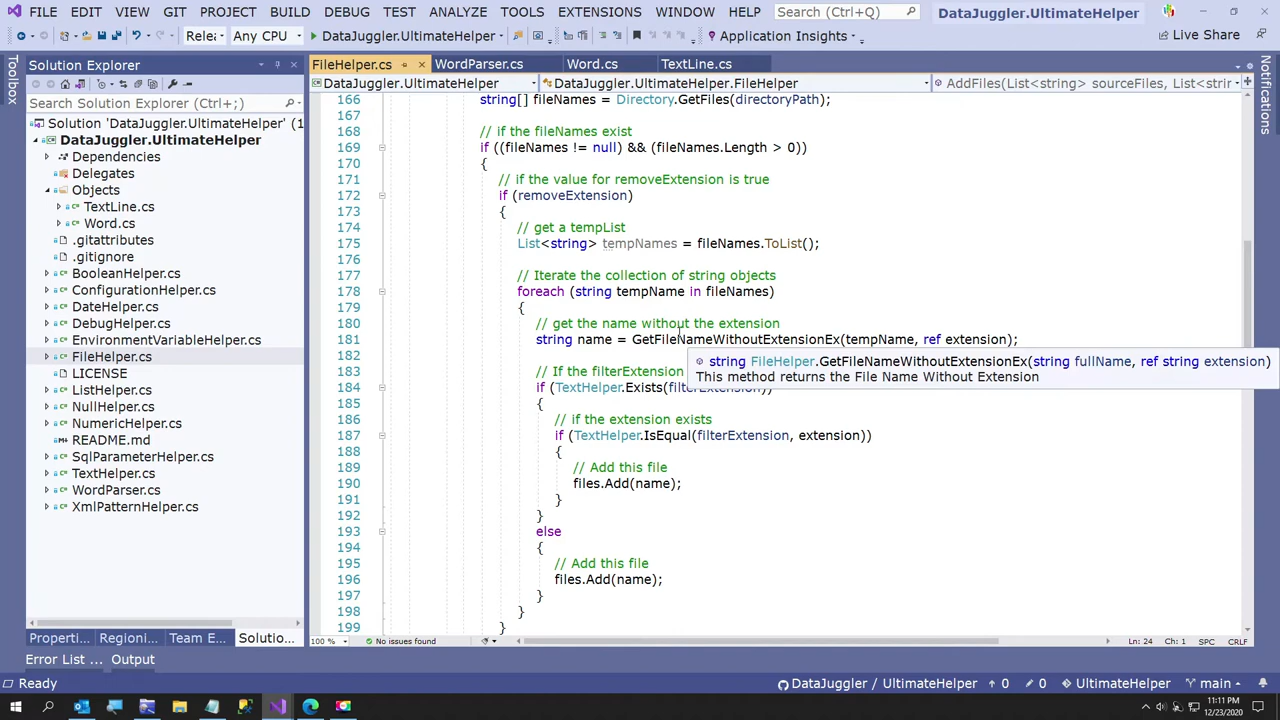 FILE EDIT VIEW GIT PROJECT BUILD DEBUG TEST ANALYZE TOOLS EXTENSIONS WINDOW HELP Search (Ctrl+Q) DataJuggler.UltimateHelper
Rele: Any CPU DataJuggler.UltimateHelper Application Insights Live Share
Toolbox
Solution Explorer
Search Solution Explorer (Ctrl+;)
Solution 'DataJuggler.UltimateHelper' (1
DataJuggler.UltimateHelper
Dependencies
Delegates
Objects
TextLine.cs
Word.cs
.gitattributes
.gitignore
BooleanHelper.cs
ConfigurationHelper.cs
DateHelper.cs
DebugHelper.cs
EnvironmentVariableHelper.cs
FileHelper.cs
LICENSE
ListHelper.cs
NullHelper.cs
NumericHelper.cs
README.md
SqlParameterHelper.cs
TextHelper.cs
WordParser.cs
XmlPatternHelper.cs
Properti... Regioni... Team E... Solutio...
FileHelper.cs WordParser.cs Word.cs TextLine.cs
DataJuggler.UltimateHelper DataJuggler.UltimateHelper.FileHelper AddFiles(List<string> sourceFiles, List<strir
166 string[] fileNames = Directory.GetFiles(directoryPath);
167
168 // if the fileNames exist
169 if ((fileNames != null) && (fileNames.Length > 0))
170 {
171 // if the value for removeExtension is true
172 if (removeExtension)
173 {
174 // get a tempList
175 List<string> tempNames = fileNames.ToList();
176
177 // Iterate the collection of string objects
178 foreach (string tempName in fileNames)
179 {
180 // get the name without the extension
181 string name = GetFileNameWithoutExtensionEx(tempName, ref extension);
182
string FileHelper.GetFileNameWithoutExtensionEx(string fullName, ref string extension)
This method returns the File Name Without Extension
183 // If the filterExtension
184 if (TextHelper.Exists(filterExtension))
185 {
186 // if the extension exists
187 if (TextHelper.IsEqual(filterExtension, extension))
188 {
189 // Add this file
190 files.Add(name);
191 }
192 }
193 else
194 {
195 // Add this file
196 files.Add(name);
197 }
198 }
199 }
100 % No issues found Ln: 24 Ch: 1 SPC CRLF
Notifications
Error List ... Output
Ready DataJuggler / UltimateHelper 0 0 UltimateHelper main
11:11 PM
12/23/2020